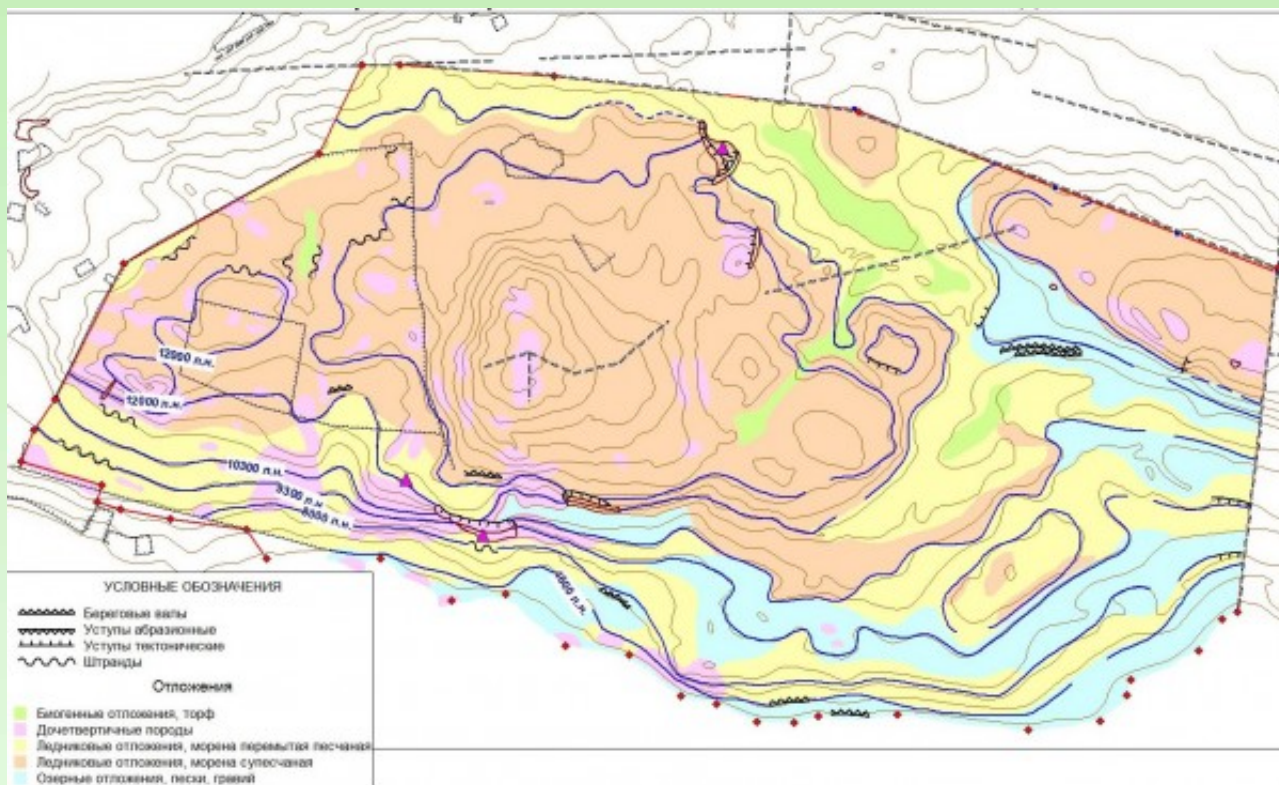 12000 л.н.
12000 л.н.
10300 л.н.
9300 л.н.
8000 л.н.
УСЛОВНЫЕ ОБОЗНАЧЕНИЯ
Береговые валы
Уступы абразионные
Уступы тектонические
Штранды
Отложения
Биогенные отложения, торф
Дочетвертичные породы
Ледниковые отложения, морена перемытая песчаная
Ледниковые отложения, морена супесчаная
Озерные отложения, пески, гравий